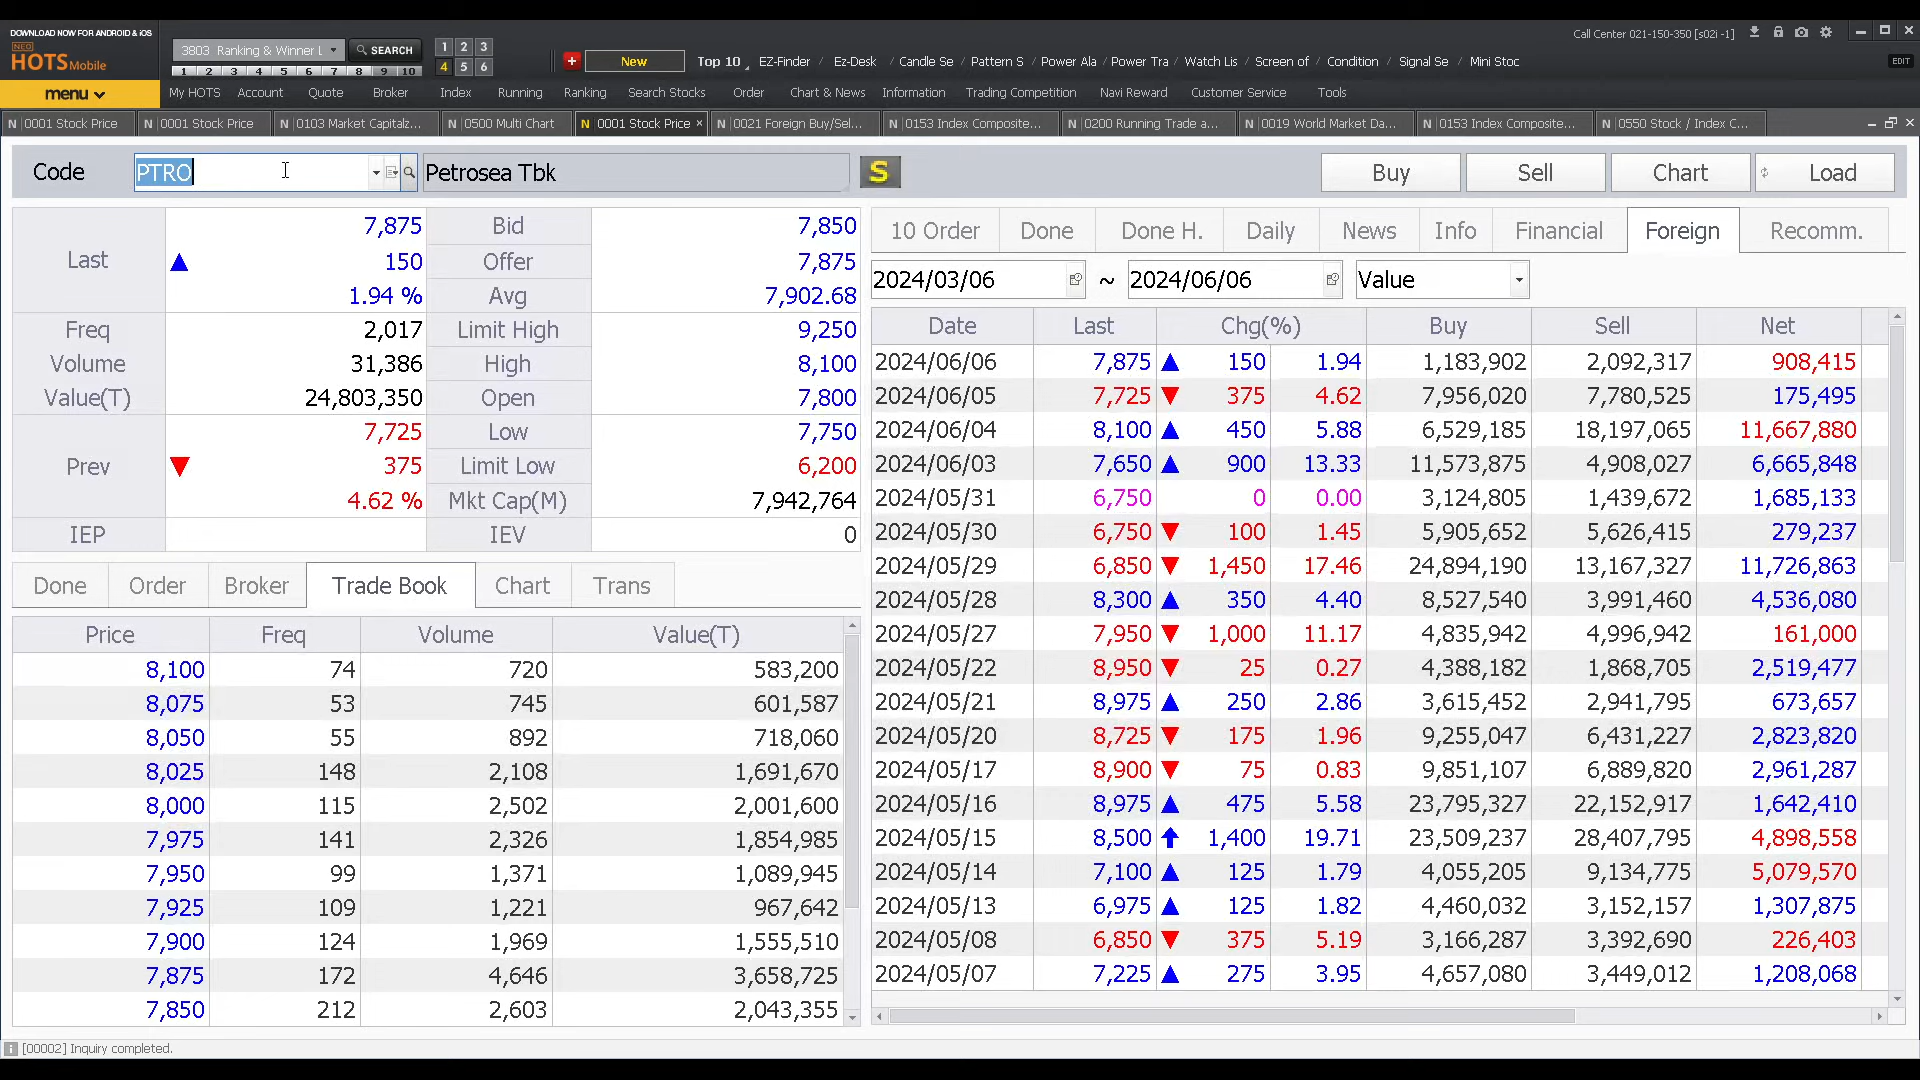 DOWNLOAD NOW FOR ANDROID & iOS
NEO
HOTS Mobile
3803 Ranking & Winner L
SEARCH
1 2 3
4 5 6
1 2 3 4 5 6 7 8 9 10
New
Top 10 EZ-Finder / Ez-Desk / Candle Se / Pattern S / Power Ala / Power Tra / Watch Lis / Screen of / Condition / Signal Se / Mini Stoc
Call Center 021-150-350 [s02i -1]
EDIT
menu
My HOTS Account Quote Broker Index Running Ranking Search Stocks Order Chart & News Information Trading Competition Navi Reward Customer Service Tools
N 0001 Stock Price
N 0001 Stock Price
N 0103 Market Capitalz...
N 0500 Multi Chart
N 0001 Stock Price ×
N 0021 Foreign Buy/Sel...
N 0153 Index Composite...
N 0200 Running Trade a...
N 0019 World Market Da...
N 0153 Index Composite...
N 0550 Stock / Index C...
Code PTRO Petrosea Tbk S Buy Sell Chart Load
Last 7,875 Bid 7,850
▲ 150 Offer 7,875
1.94 % Avg 7,902.68
Freq 2,017 Limit High 9,250
Volume 31,386 High 8,100
Value(T) 24,803,350 Open 7,800
Prev 7,725 Low 7,750
▼ 375 Limit Low 6,200
4.62 % Mkt Cap(M) 7,942,764
IEP IEV 0
Done Order Broker Trade Book Chart Trans
Price Freq Volume Value(T)
8,100 74 720 583,200
8,075 53 745 601,587
8,050 55 892 718,060
8,025 148 2,108 1,691,670
8,000 115 2,502 2,001,600
7,975 141 2,326 1,854,985
7,950 99 1,371 1,089,945
7,925 109 1,221 967,642
7,900 124 1,969 1,555,510
7,875 172 4,646 3,658,725
7,850 212 2,603 2,043,355
10 Order Done Done H. Daily News Info Financial Foreign Recomm.
2024/03/06 ~ 2024/06/06 Value
Date Last Chg(%) Buy Sell Net
2024/06/06 7,875 ▲ 150 1.94 1,183,902 2,092,317 908,415
2024/06/05 7,725 ▼ 375 4.62 7,956,020 7,780,525 175,495
2024/06/04 8,100 ▲ 450 5.88 6,529,185 18,197,065 11,667,880
2024/06/03 7,650 ▲ 900 13.33 11,573,875 4,908,027 6,665,848
2024/05/31 6,750 0 0.00 3,124,805 1,439,672 1,685,133
2024/05/30 6,750 ▼ 100 1.45 5,905,652 5,626,415 279,237
2024/05/29 6,850 ▼ 1,450 17.46 24,894,190 13,167,327 11,726,863
2024/05/28 8,300 ▲ 350 4.40 8,527,540 3,991,460 4,536,080
2024/05/27 7,950 ▼ 1,000 11.17 4,835,942 4,996,942 161,000
2024/05/22 8,950 ▼ 25 0.27 4,388,182 1,868,705 2,519,477
2024/05/21 8,975 ▲ 250 2.86 3,615,452 2,941,795 673,657
2024/05/20 8,725 ▼ 175 1.96 9,255,047 6,431,227 2,823,820
2024/05/17 8,900 ▼ 75 0.83 9,851,107 6,889,820 2,961,287
2024/05/16 8,975 ▲ 475 5.58 23,795,327 22,152,917 1,642,410
2024/05/15 8,500 ⬆ 1,400 19.71 23,509,237 28,407,795 4,898,558
2024/05/14 7,100 ▲ 125 1.79 4,055,205 9,134,775 5,079,570
2024/05/13 6,975 ▲ 125 1.82 4,460,032 3,152,157 1,307,875
2024/05/08 6,850 ▼ 375 5.19 3,166,287 3,392,690 226,403
2024/05/07 7,225 ▲ 275 3.95 4,657,080 3,449,012 1,208,068
[00002] Inquiry completed.